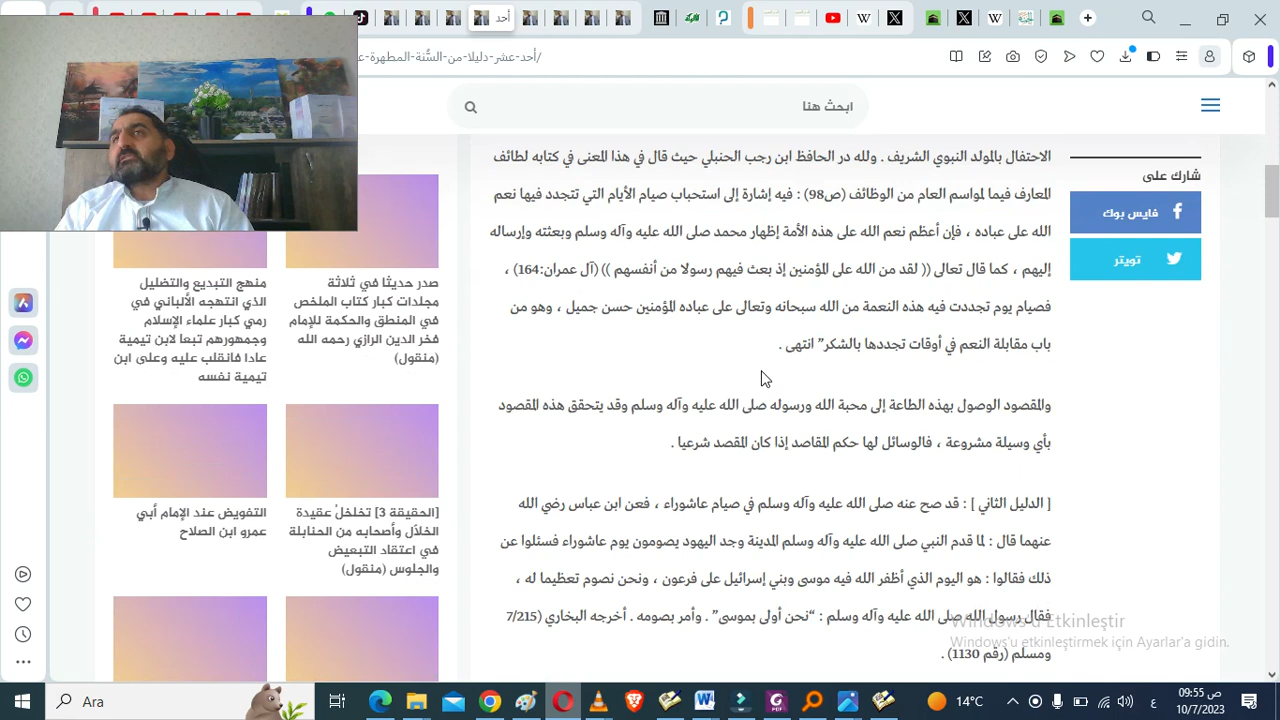 أحد
/أحد-عشر-دليلا-من-السُّنة-المطهرة-ع
ابحث هنا
شارك على
فايس بوك
تويتر
الاحتفال بالمولد النبوي الشريف . ولله در الحافظ ابن رجب الحنبلي حيث قال في هذا المعنى في كتابه لطائف
المعارف فيما لمواسم العام من الوظائف (ص98) : فيه إشارة إلى استحباب صيام الأيام التي تتجدد فيها نعم
الله على عباده ، فإن أعظم نعم الله على هذه الأمة إظهار محمد صلى الله عليه وآله وسلم وبعثته وإرساله
إليهم ، كما قال تعالى (( لقد من الله على المؤمنين إذ بعث فيهم رسولا من أنفسهم )) (آل عمران:164) ،
فصيام يوم تجددت فيه هذه النعمة من الله سبحانه وتعالى على عباده المؤمنين حسن جميل ، وهو من
باب مقابلة النعم في أوقات تجددها بالشكر” انتهى .
والمقصود الوصول بهذه الطاعة إلى محبة الله ورسوله صلى الله عليه وآله وسلم وقد يتحقق هذه المقصود
بأي وسيلة مشروعة ، فالوسائل لها حكم المقاصد إذا كان المقصد شرعيا .
[ الدليل الثاني ] : قد صح عنه صلى الله عليه وآله وسلم في صيام عاشوراء ، فعن ابن عباس رضي الله
عنهما قال : لما قدم النبي صلى الله عليه وآله وسلم المدينة وجد اليهود يصومون يوم عاشوراء فسئلوا عن
ذلك فقالوا : هو اليوم الذي أظفر الله فيه موسى وبني إسرائيل على فرعون ، ونحن نصوم تعظيما له ،
فقال رسول الله صلى الله عليه وآله وسلم : “نحن أولى بموسى” . وأمر بصومه . أخرجه البخاري (7/215
ومسلم (رقم 1130) .
صدر حديثا في ثلاثة
مجلدات كبار كتاب الملخص
في المنطق والحكمة للإمام
فخر الدين الرازي رحمه الله
(منقول)
منهج التبديع والتضليل
الذي انتهجه الألباني في
رمي كبار علماء الإسلام
وجمهورهم تبعا لابن تيمية
عادا فانقلب عليه وعلى ابن
تيمية نفسه
[الحقيقة 3] تخلخلُ عقيدة
الخلاّل وأصحابه من الحنابلة
في اعتقاد التبعيض
والجلوس (منقول)
التفويض عند الإمام أبي
عمرو ابن الصلاح
Windows'u Etkinleştir
Windows'u etkinleştirmek için Ayarlar'a gidin.
Ara
14°C
ع
09:55 ص
10/7/2023